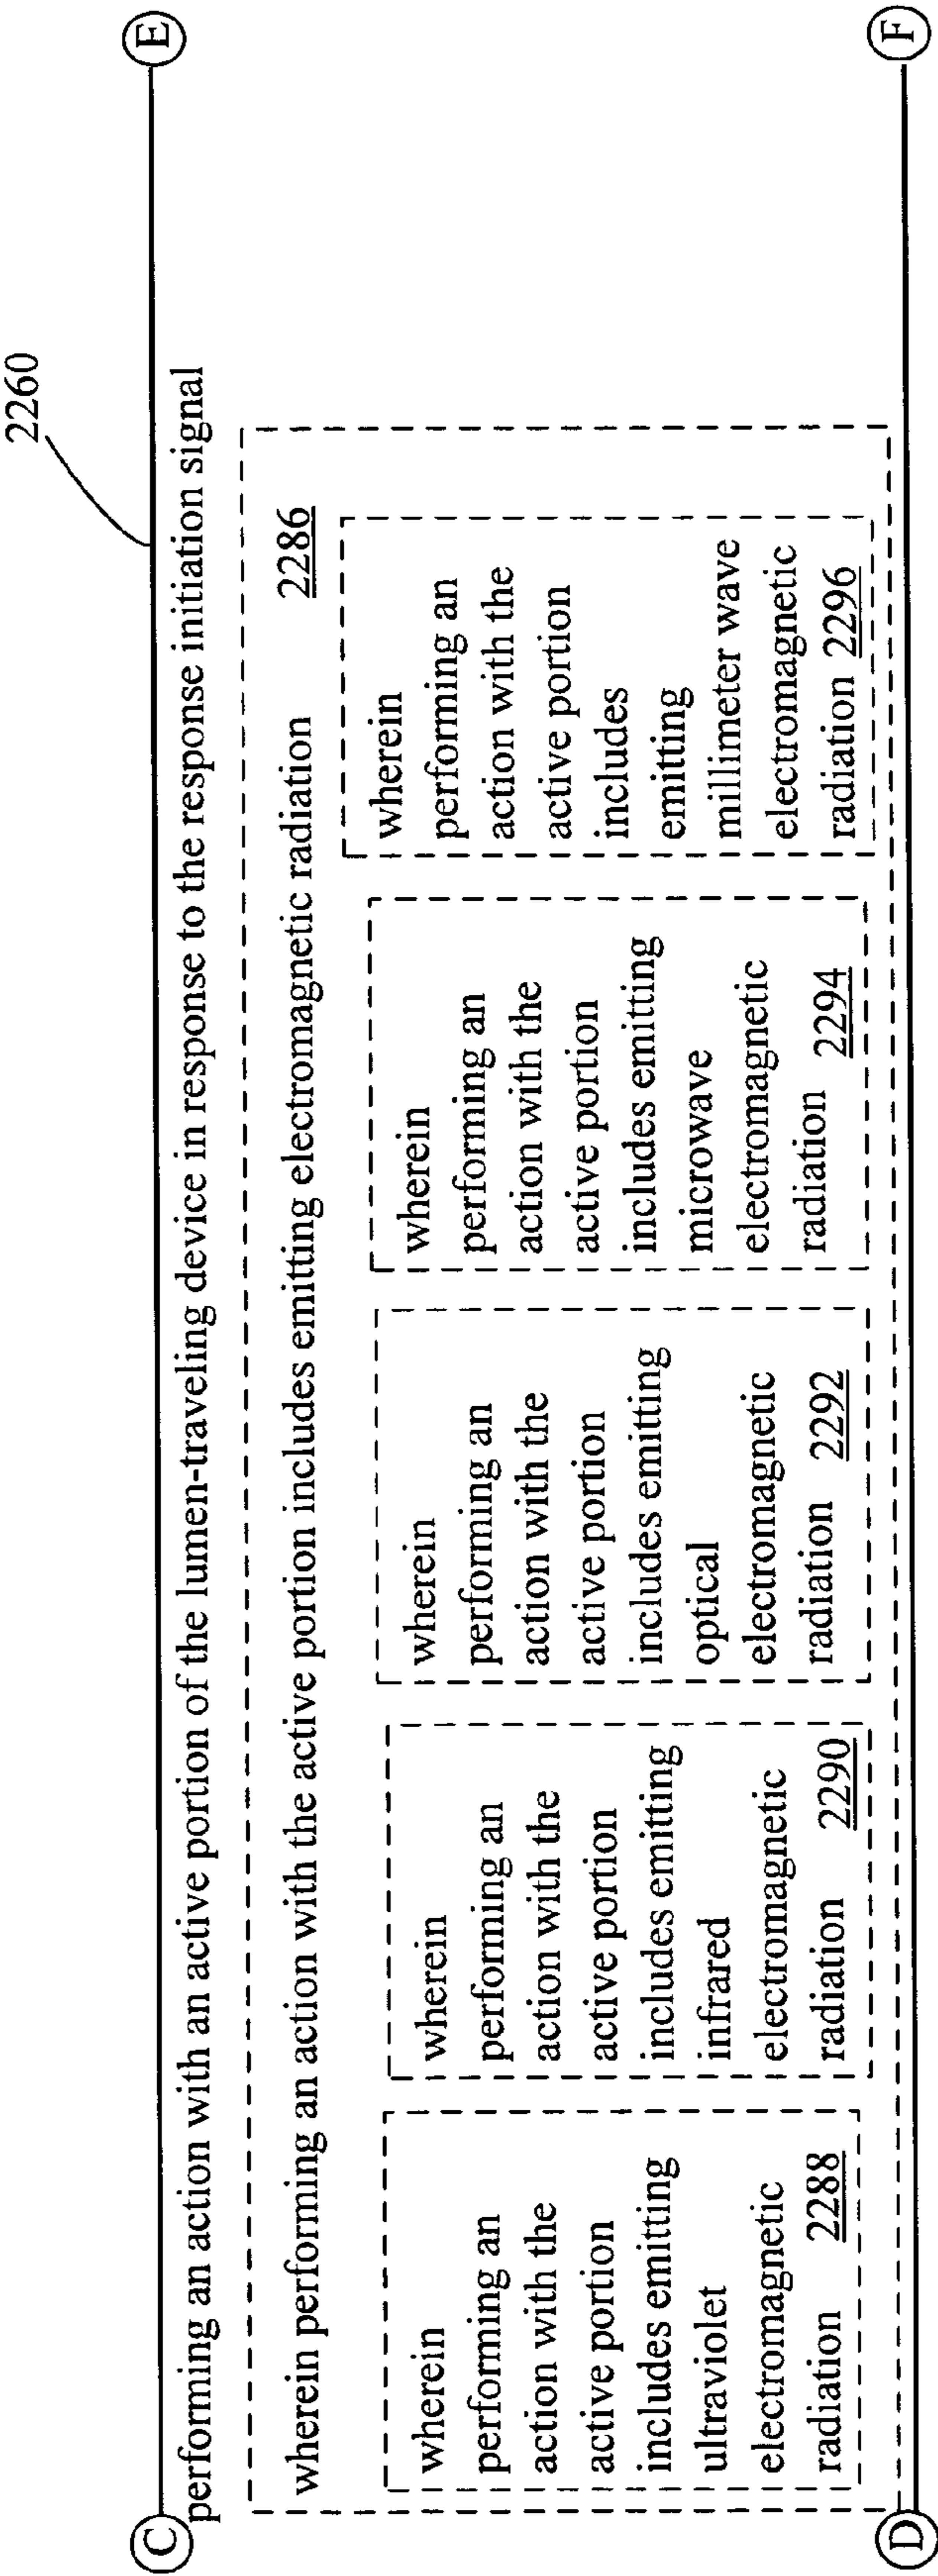 2260
C
E
performing an action with an active portion of the lumen-traveling device in response to the response initiation signal
wherein performing an action with the active portion includes emitting electromagnetic radiation 2286
wherein
performing an
action with the
active portion
includes emitting
ultraviolet
electromagnetic
radiation 2288
wherein
performing an
action with the
active portion
includes emitting
infrared
electromagnetic
radiation 2290
wherein
performing an
action with the
active portion
includes emitting
optical
electromagnetic
radiation 2292
wherein
performing an
action with the
active portion
includes emitting
microwave
electromagnetic
radiation 2294
wherein
performing an
action with the
active portion
includes
emitting
millimeter wave
electromagnetic
radiation 2296
D
F